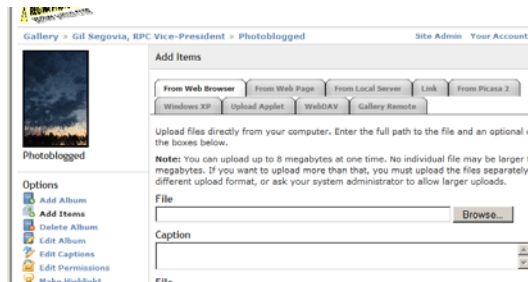 Gallery » Gil Segovia, RPC Vice-President » Photoblogged
Site Admin Your Account
Photoblogged
Options
Add Album
Add Items
Delete Album
Edit Album
Edit Captions
Edit Permissions
Make Highlight
Add Items
From Web Browser From Web Page From Local Server Link From Picasa 2
Windows XP Upload Applet WebDAV Gallery Remote
Upload files directly from your computer. Enter the full path to the file and an optional
the boxes below.
Note: You can upload up to 8 megabytes at one time. No individual file may be larger
megabytes. If you want to upload more than that, you must upload the files separately
different upload format, or ask your system administrator to allow larger uploads.
File
Browse...
Caption
File